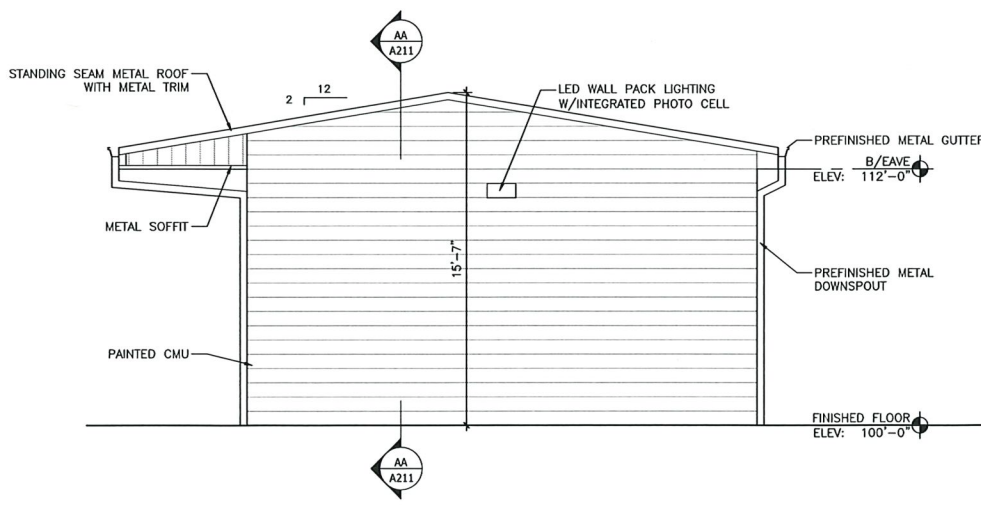 AA
A211
STANDING SEAM METAL ROOF
WITH METAL TRIM
12
2
LED WALL PACK LIGHTING
W/INTEGRATED PHOTO CELL
PREFINISHED METAL GUTTER
B/EAVE
ELEV: 112'-0"
METAL SOFFIT
15'-7"
PREFINISHED METAL
DOWNSPOUT
PAINTED CMU
FINISHED FLOOR
ELEV: 100'-0"
AA
A211